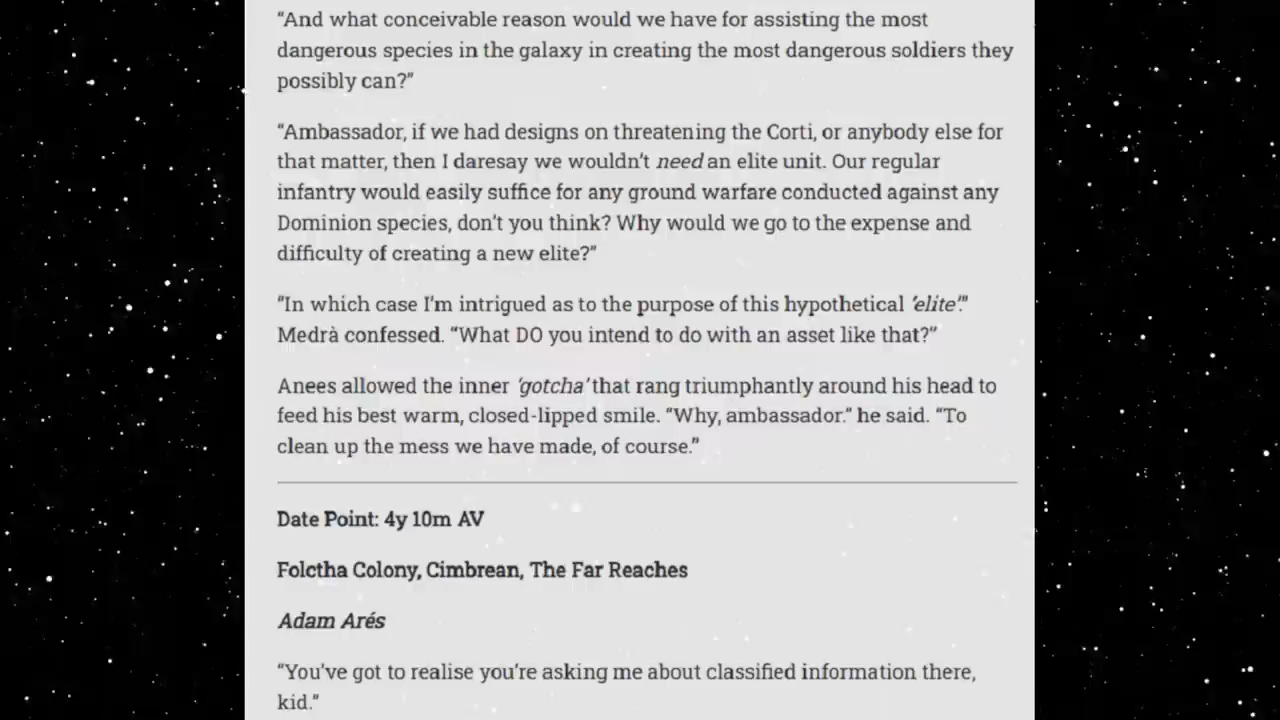 “And what conceivable reason would we have for assisting the most
dangerous species in the galaxy in creating the most dangerous soldiers they
possibly can?”
“Ambassador, if we had designs on threatening the Corti, or anybody else for
that matter, then I daresay we wouldn’t need an elite unit. Our regular
infantry would easily suffice for any ground warfare conducted against any
Dominion species, don’t you think? Why would we go to the expense and
difficulty of creating a new elite?”
“In which case I’m intrigued as to the purpose of this hypothetical ‘elite’.”
Medrà confessed. “What DO you intend to do with an asset like that?”
Anees allowed the inner ‘gotcha’ that rang triumphantly around his head to
feed his best warm, closed-lipped smile. “Why, ambassador.” he said. “To
clean up the mess we have made, of course.”
Date Point: 4y 10m AV
Folctha Colony, Cimbrean, The Far Reaches
Adam Arés
“You’ve got to realise you’re asking me about classified information there,
kid.”